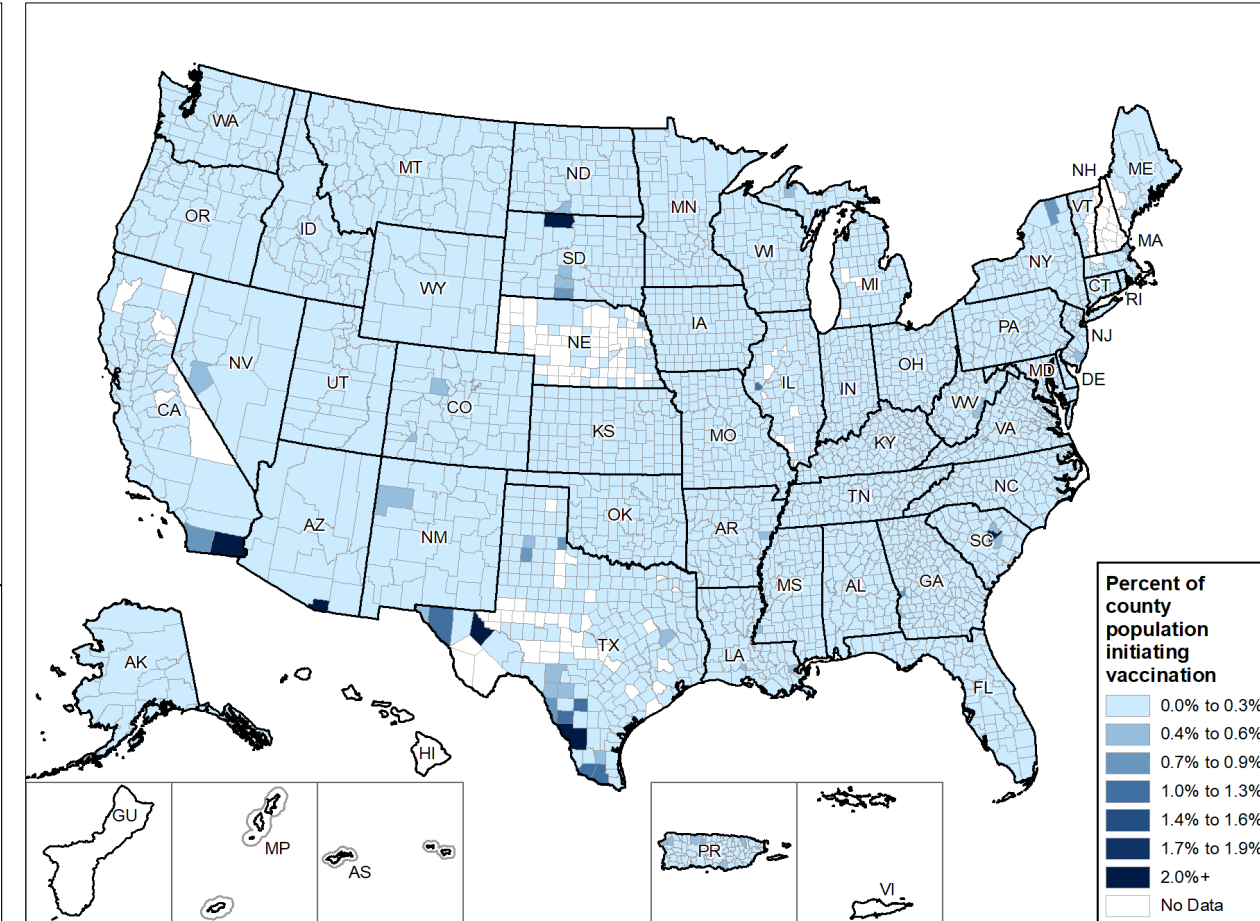 WA
MT
ND
MN
NH
ME
VT
OR
ID
SD
WI
MA
NY
WY
MI
CT
RI
IA
PA
NE
NJ
NV
OH
UT
IL
IN
MD
DE
CA
CO
WV
KS
MO
KY
VA
TN
NC
AZ
NM
OK
AR
SC
MS
AL
GA
TX
LA
AK
FL
HI
GU
MP
AS
PR
VI
Percent of
county
population
initiating
vaccination
0.0% to 0.3%
0.4% to 0.6%
0.7% to 0.9%
1.0% to 1.3%
1.4% to 1.6%
1.7% to 1.9%
2.0%+
No Data